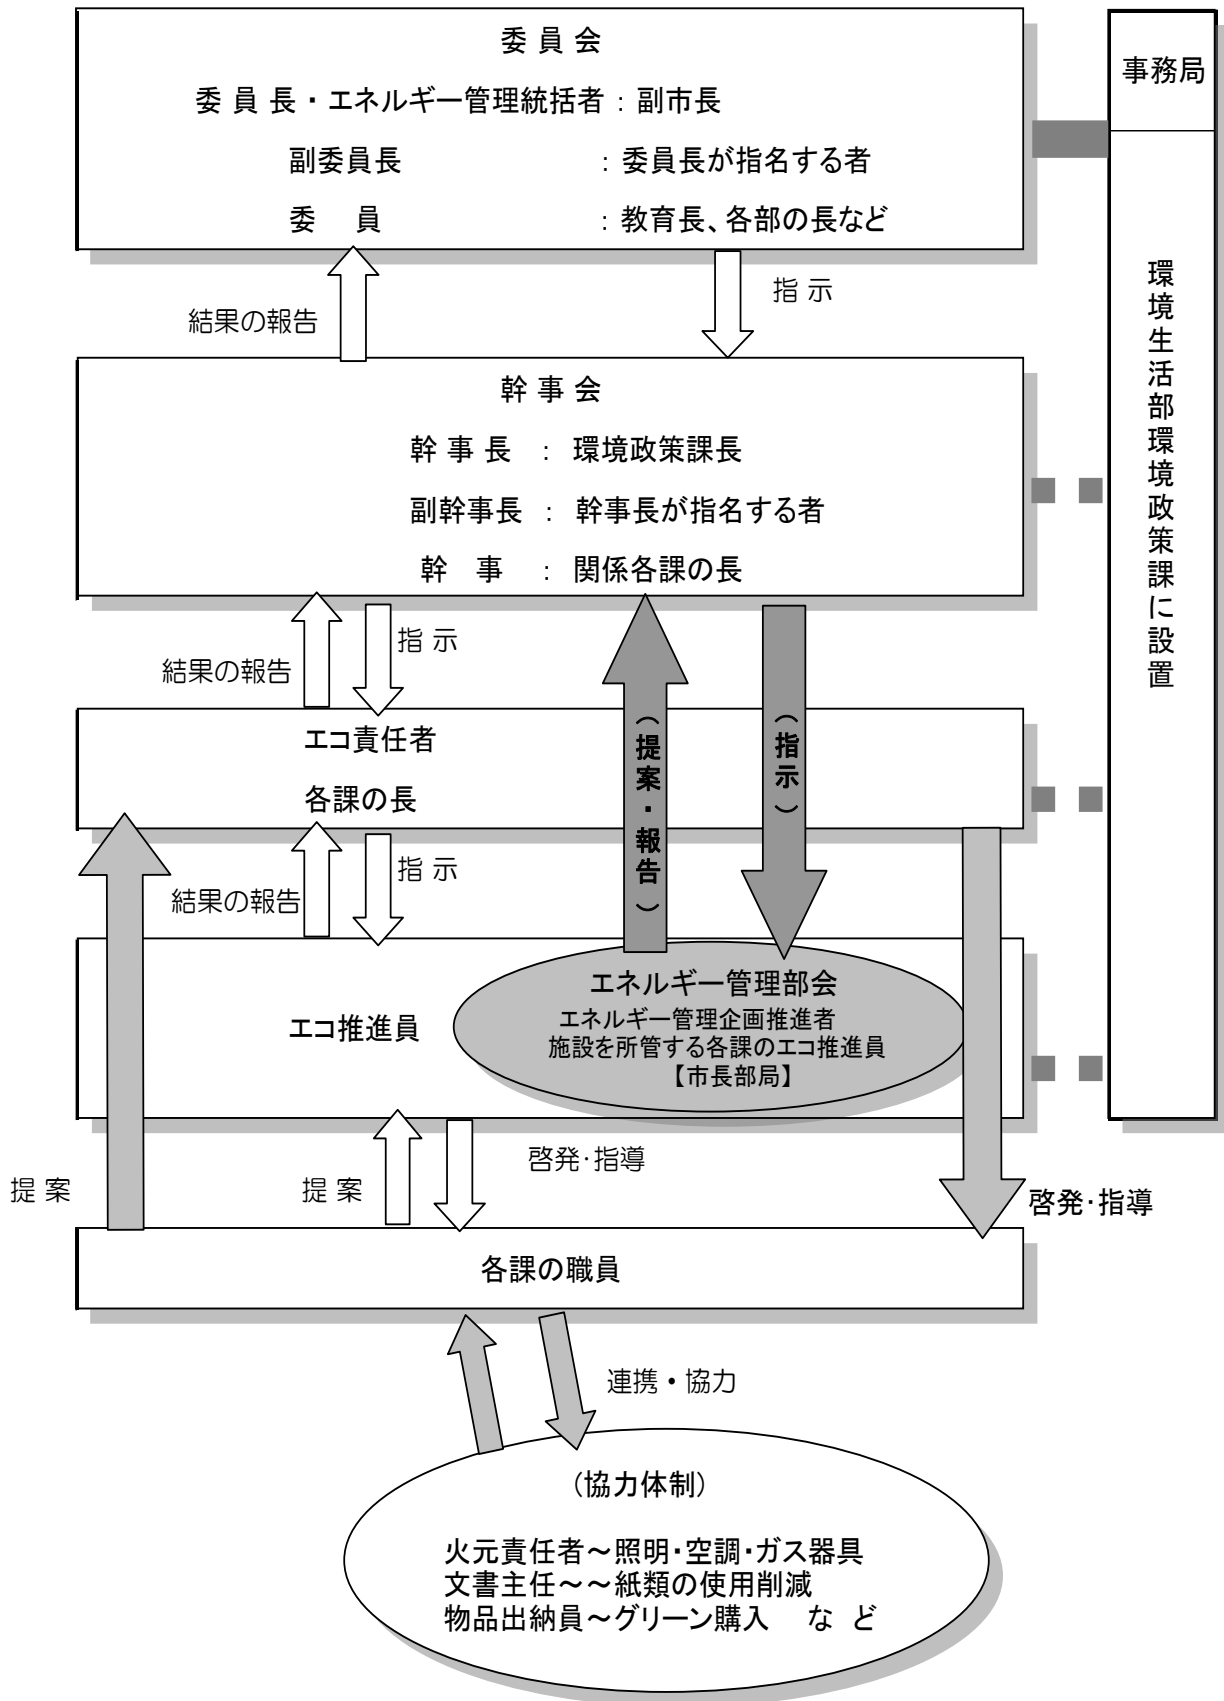 委 員 会
委 員 長 ・ エネルギー管理統括者 : 副市長
副委員長 : 委員長が指名する者
委 員 : 教育長、各部の長など
事務局
環境生活部環境政策課に設置
結果の報告
指 示
幹 事 会
幹 事 長 : 環境政策課長
副幹事長 : 幹事長が指名する者
幹 事 : 関係各課の長
結果の報告
指 示
(提案・報告)
(指示)
エコ責任者
各課の長
結果の報告
指 示
エコ推進員
エネルギー管理部会
エネルギー管理企画推進者
施設を所管する各課のエコ推進員
【市長部局】
提 案
提 案
啓発・指導
啓発・指導
各課の職員
連携・協力
(協力体制)
火元責任者～照明・空調・ガス器具
文書主任～～紙類の使用削減
物品出納員～グリーン購入 な ど